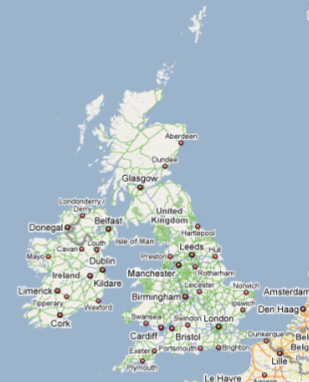 Aberdeen
Dundee
Glasgow
Londonderry /
Derry
United
Kingdom
Donegal
Belfast
Hartlepool
Isle of Man
Cavan
Louth
Mayo
Preston
Leeds
Hull
Dublin
Manchester
Rotherham
Ireland
Kildare
Leicester
Norwich
Limerick
Birmingham
Amsterdam
Tipperary
Wexford
Ipswich
Den Haag
Cork
Swansea
Swindon
London
Cardiff
Bristol
Dunkerque
Belg
Exeter
Portsmouth
Brighton
Belg
Lille
Plymouth
Le Havre